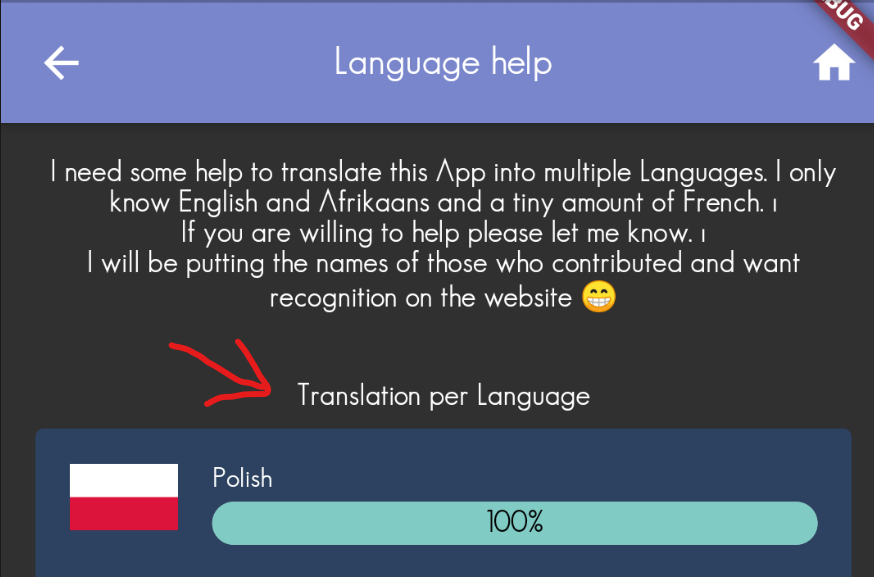 BUG
Language help
I need some help to translate this App into multiple Languages. I only
know English and Afrikaans and a tiny amount of French. ı
If you are willing to help please let me know. ı
I will be putting the names of those who contributed and want
recognition on the website 😁
Translation per Language
Polish
100%